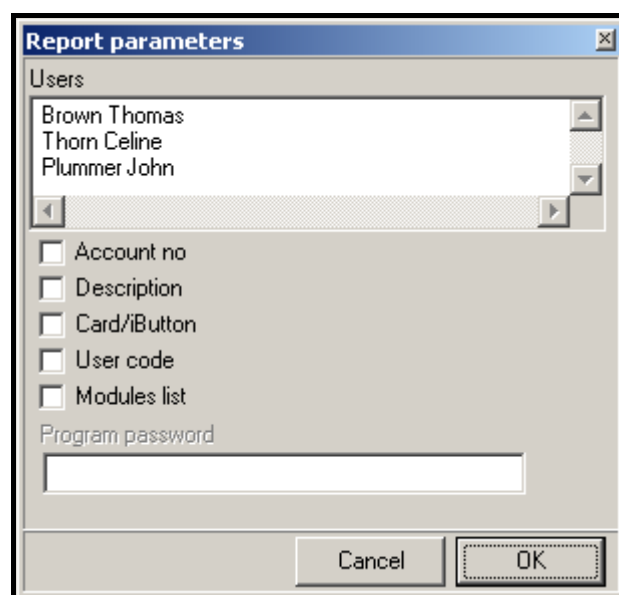 Report parameters
Users
Brown Thomas
Thorn Celine
Plummer John
Account no
Description
Card/iButton
User code
Modules list
Program password
Cancel OK